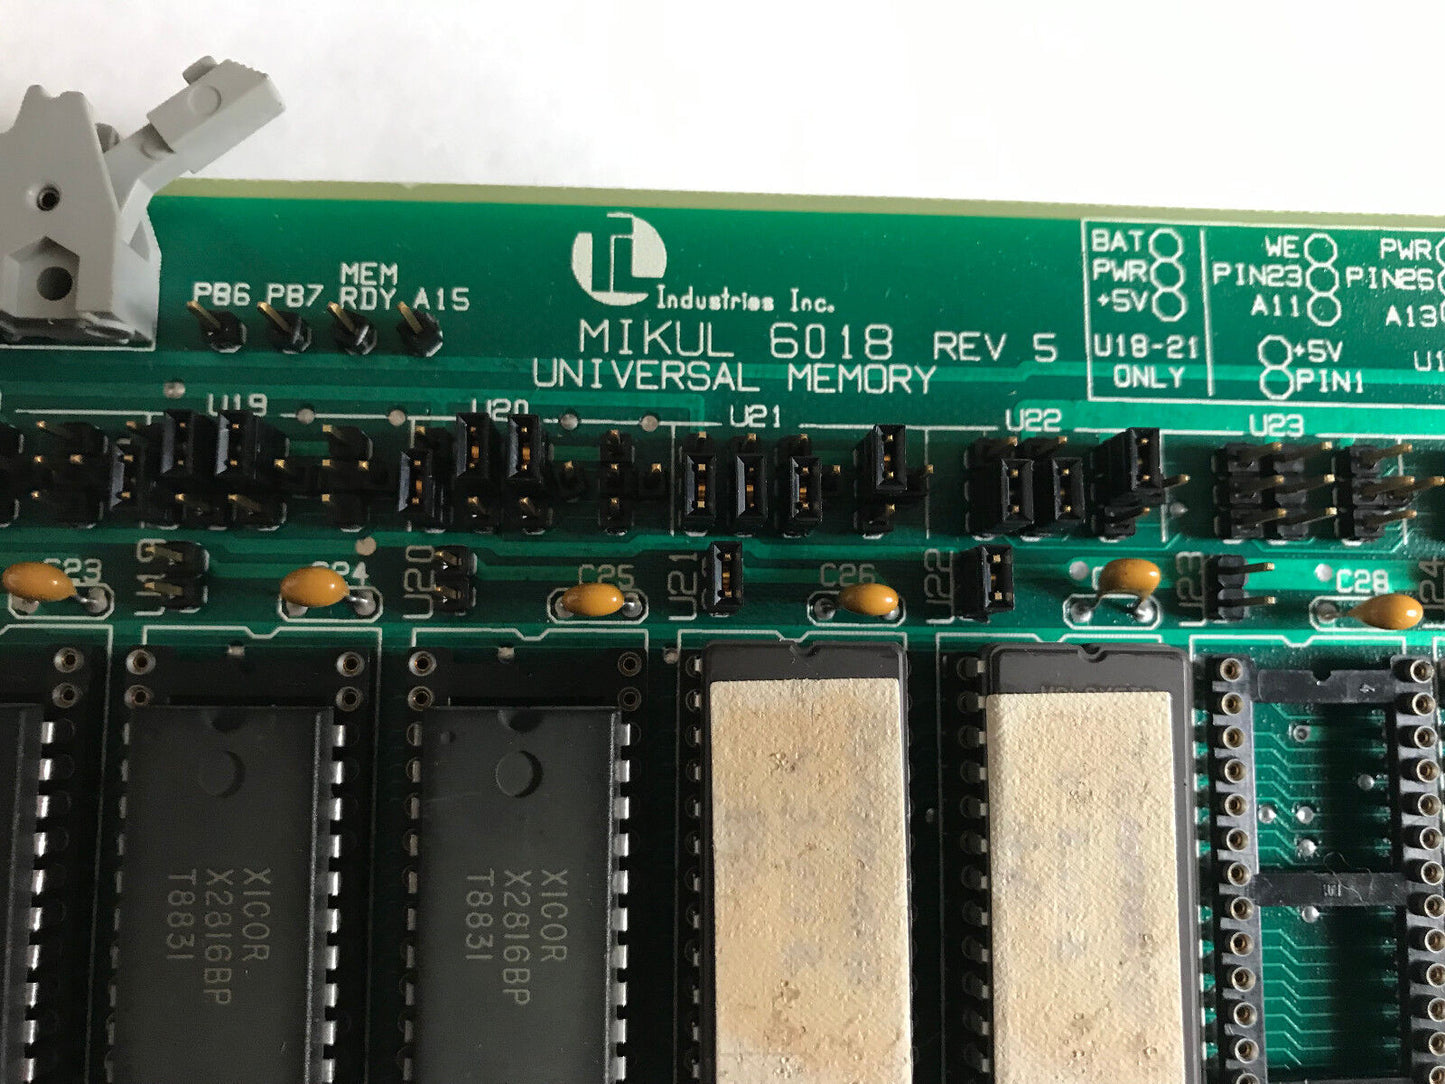 MEM
PB6 PB7 RDY A15
Industries Inc.
MIKUL 6018 REV 5
UNIVERSAL MEMORY
BAT
PWR
+5V
U18-21
ONLY
WE
PIN23
A11
+5V
PIN1
PWR
PIN26
A13
U19
U20
U21
U22
U23
C23
U19
C24
U20
C25
U21
C26
U22
U23
C28
XICOR
X2816BP
T8831
XICOR
X2816BP
T8831